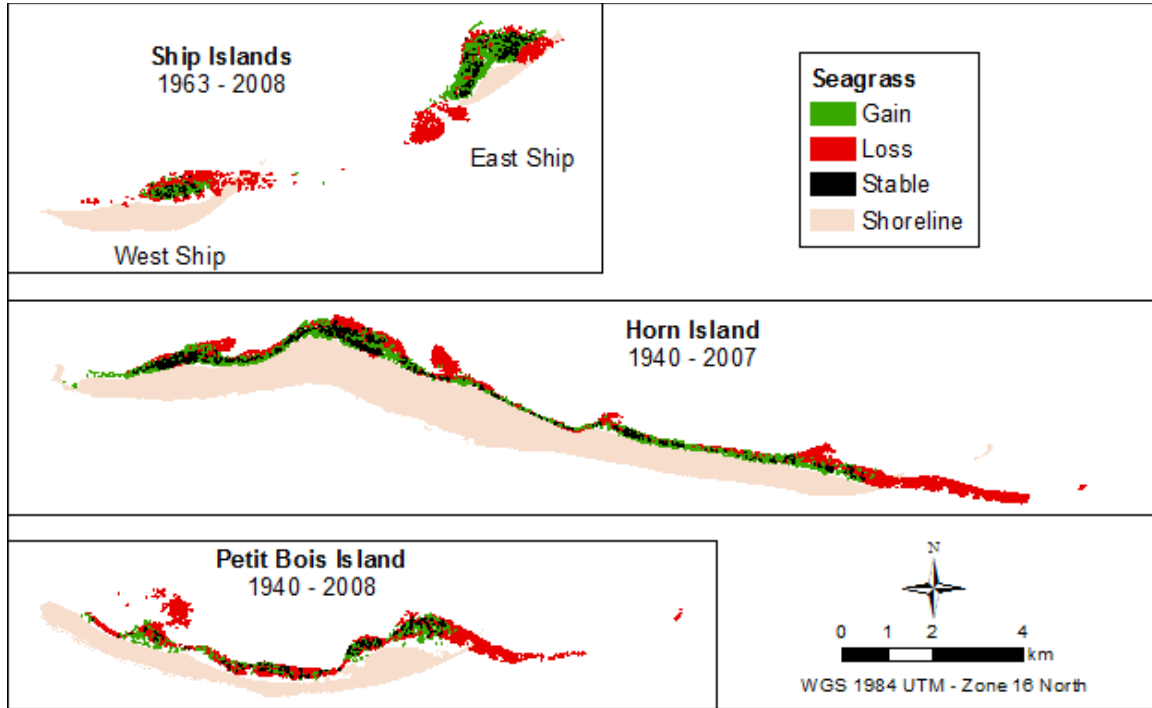 Ship Islands
1963 - 2008
East Ship
West Ship
Seagrass
Gain
Loss
Stable
Shoreline
Horn Island
1940 - 2007
Petit Bois Island
1940 - 2008
N
0 1 2 4
km
WGS 1984 UTM - Zone 16 North